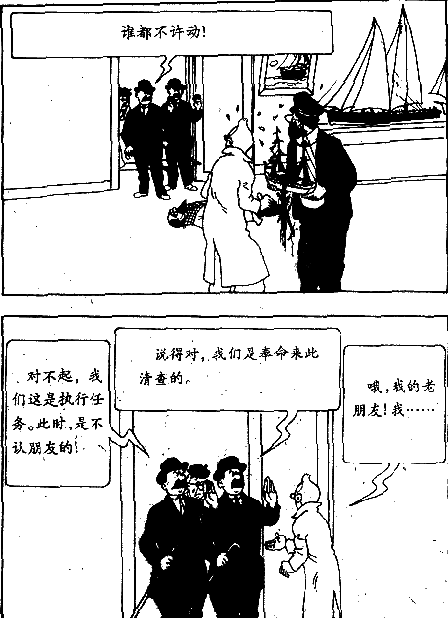 谁都不许动!
对不起，我
们这是执行任
务。此时，是不
认朋友的!
说得对，我们是奉命来此
清查的。
哦，我的老
朋友!我……